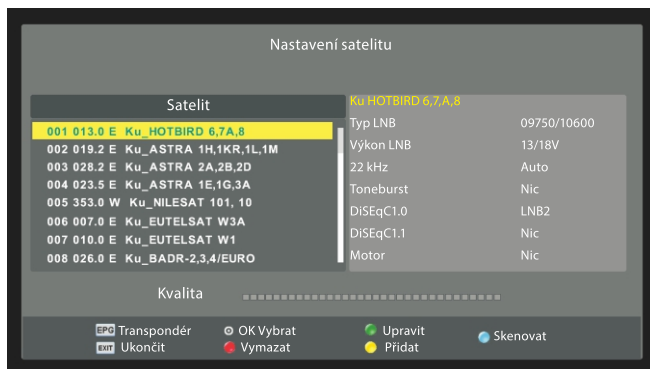 Nastavení satelitu
Satelit
001 013.0 E Ku_HOTBIRD 6,7A,8
002 019.2 E Ku_ASTRA 1H,1KR,1L,1M
003 028.2 E Ku_ASTRA 2A,2B,2D
004 023.5 E Ku_ASTRA 1E,1G,3A
005 353.0 W Ku_NILESAT 101, 10
006 007.0 E Ku_EUTELSAT W3A
007 010.0 E Ku_EUTELSAT W1
008 026.0 E Ku_BADR-2,3,4/EURO
Ku HOTBIRD 6,7,A,8
Typ LNB 09750/10600
Výkon LNB 13/18V
22 kHz Auto
Toneburst Nic
DiSEqC1.0 LNB2
DiSEqC1.1 Nic
Motor Nic
Kvalita
EPG Transpondér OK Vybrat Upravit Skenovat
EXIT Ukončit Vymazat Přidat